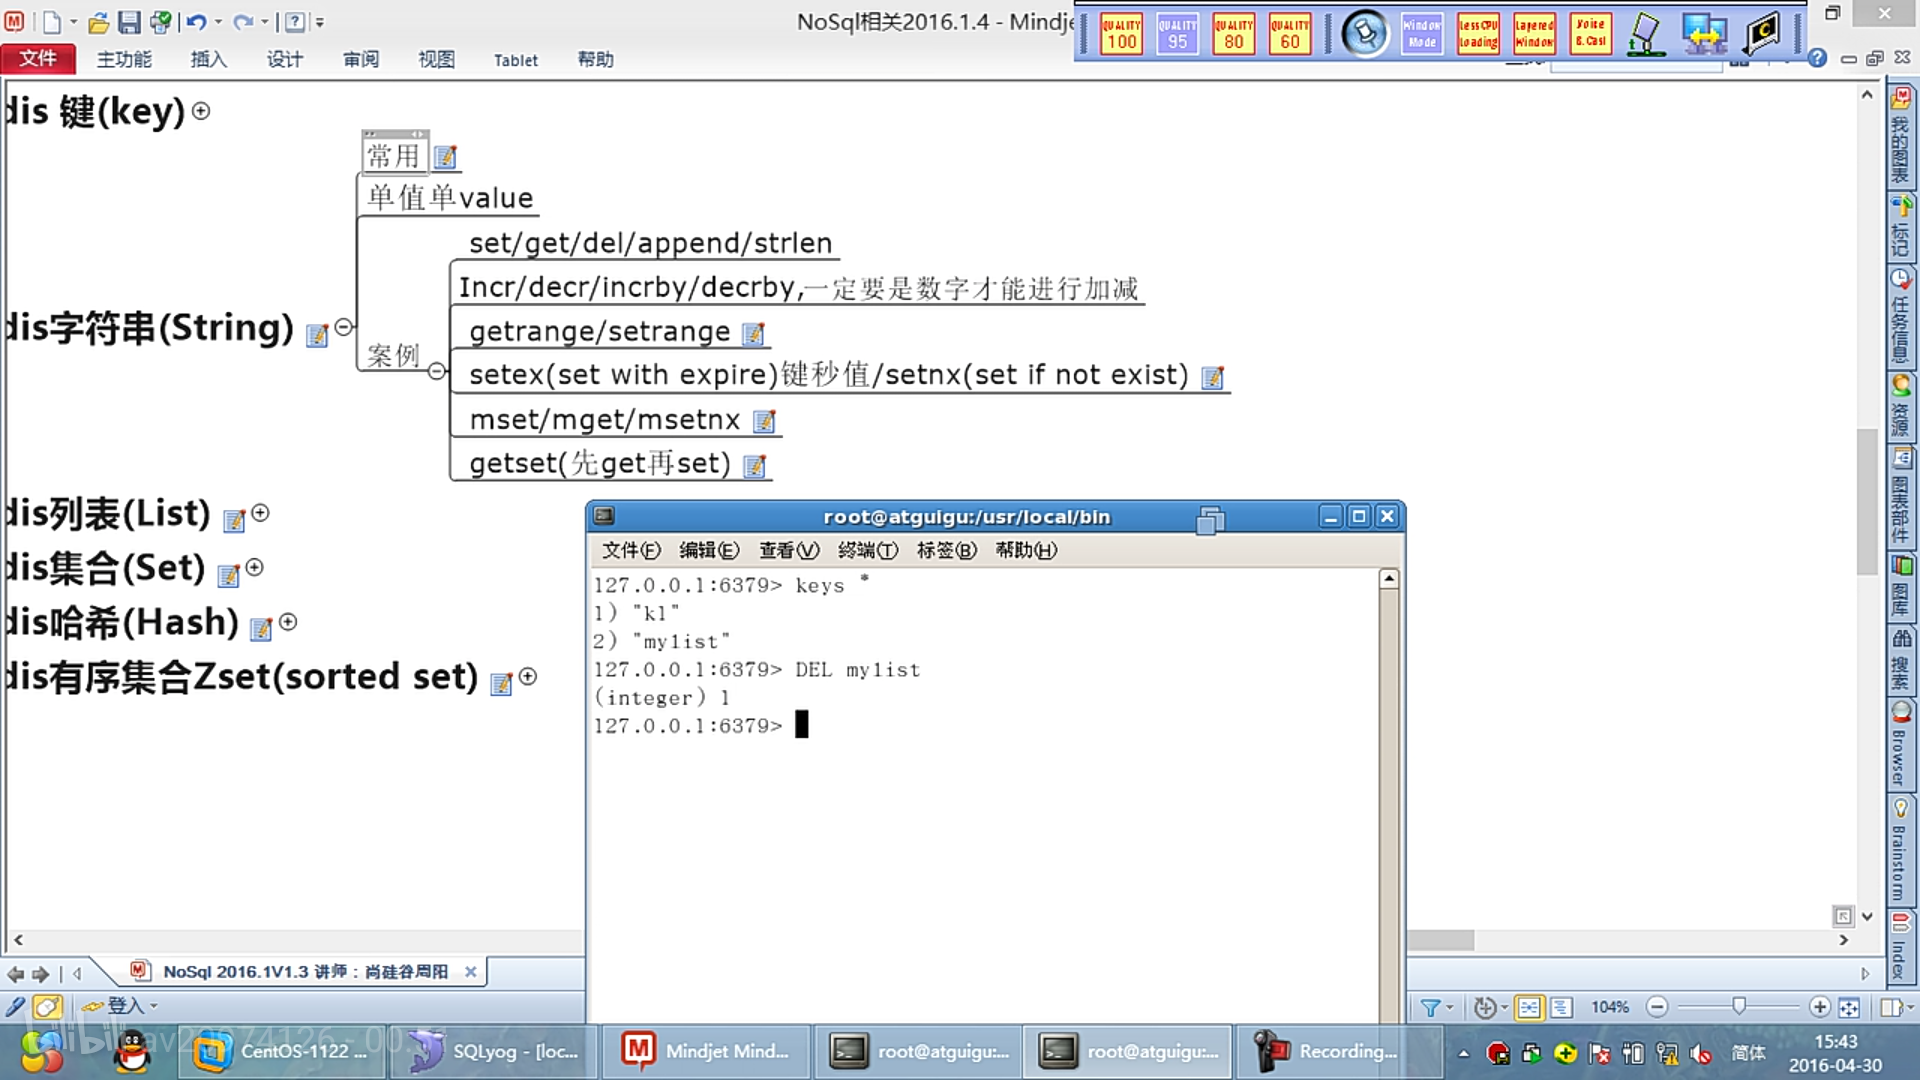 NoSql相关2016.1.4 - Mindje
QUALITY 100
QUALITY 95
QUALITY 80
QUALITY 60
Window Mode
LessCPU Loading
Layered Window
文件 主功能 插入 设计 审阅 视图 Tablet 帮助
dis 键(key)
常用
单值单value
set/get/del/append/strlen
Incr/decr/incrby/decrby,一定要是数字才能进行加减
getrange/setrange
dis字符串(String)
案例
setex(set with expire)键秒值/setnx(set if not exist)
mset/mget/msetnx
getset(先get再set)
dis列表(List)
dis集合(Set)
dis哈希(Hash)
dis有序集合Zset(sorted set)
root@atguigu:/usr/local/bin
文件(F) 编辑(E) 查看(V) 终端(T) 标签(B) 帮助(H)
127.0.0.1:6379> keys *
1) "k1"
2) "mylist"
127.0.0.1:6379> DEL mylist
(integer) 1
127.0.0.1:6379>
我的图表
标记
任务信息
资源
图表部件
图库
搜索
Browser
Brainstorm
Index
NoSql 2016.1V1.3 讲师：尚硅谷周阳
登入
104%
CentOS-1122 ...
SQLyog - [loc...
Mindjet Mind...
root@atguigu:...
root@atguigu:...
Recording...
简体
15:43
2016-04-30